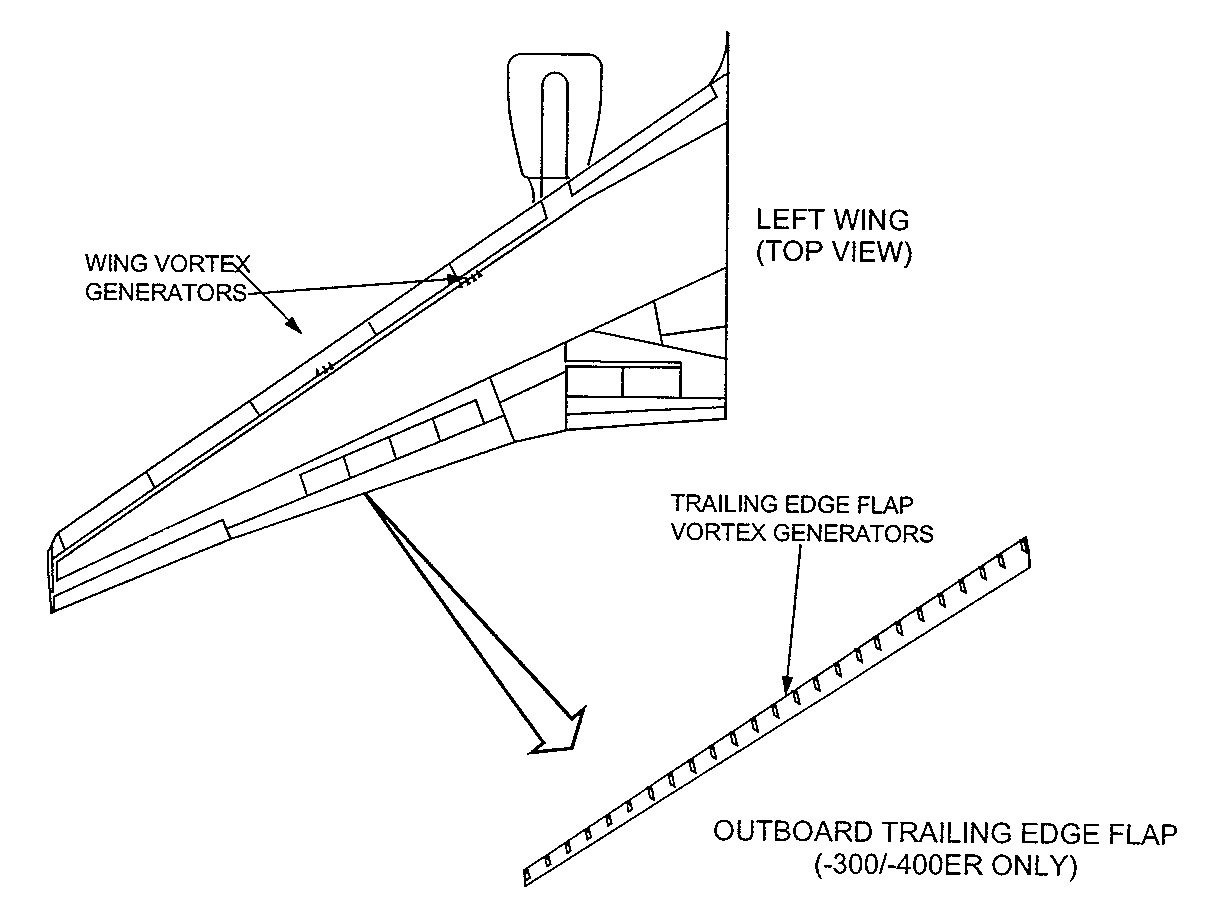 LEFT WING
(TOP VIEW)
WING VORTEX
GENERATORS
TRAILING EDGE FLAP
VORTEX GENERATORS
OUTBOARD TRAILING EDGE FLAP
(-300/-400ER ONLY)